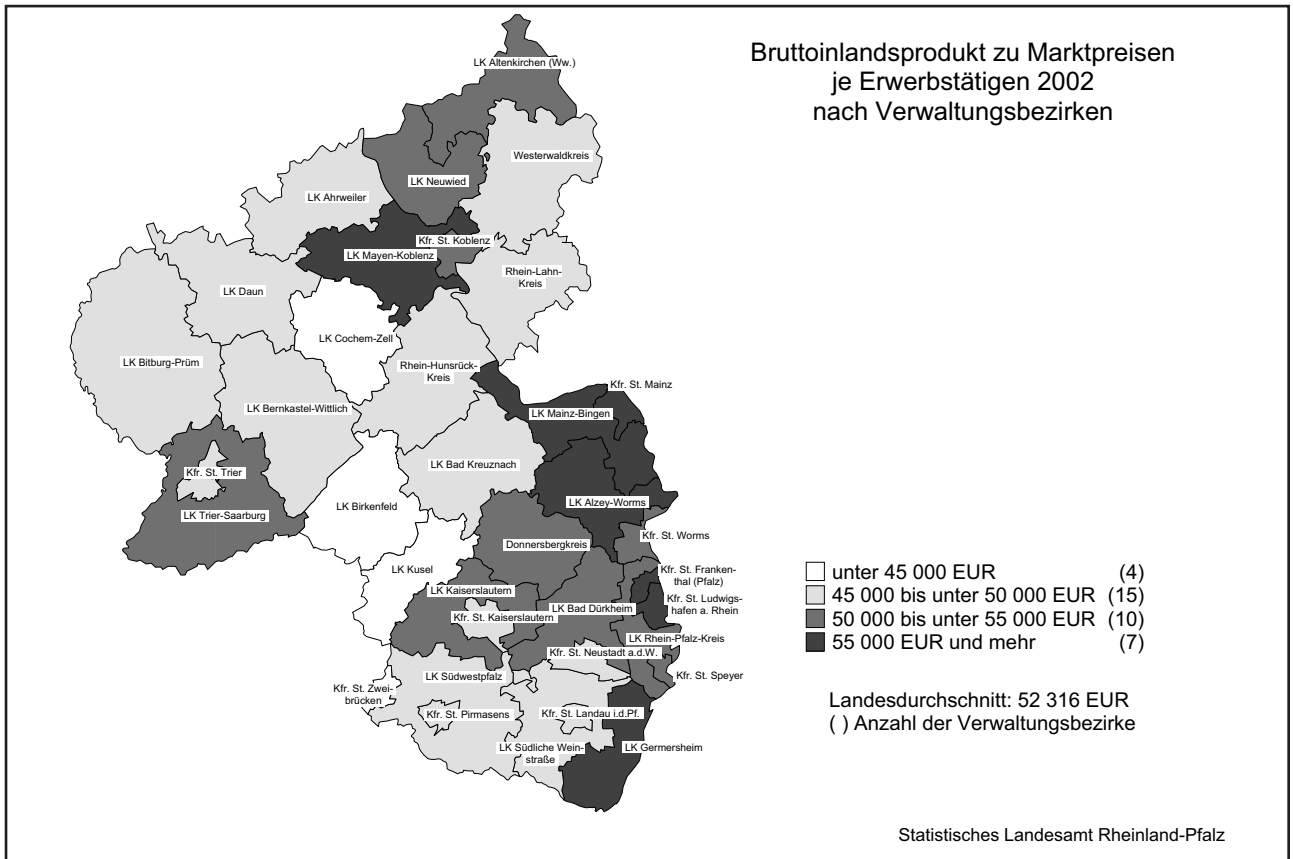 Bruttoinlandsprodukt zu Marktpreisen
je Erwerbstätigen 2002
nach Verwaltungsbezirken
LK Altenkirchen (Ww.)
Westerwaldkreis
LK Neuwied
LK Ahrweiler
Kfr. St. Koblenz
LK Mayen-Koblenz
Rhein-Lahn-
Kreis
LK Daun
LK Cochem-Zell
LK Bitburg-Prüm
Rhein-Hunsrück-
Kreis
Kfr. St. Mainz
LK Mainz-Bingen
LK Bernkastel-Wittlich
LK Bad Kreuznach
Kfr. St. Trier
LK Alzey-Worms
LK Birkenfeld
LK Trier-Saarburg
Kfr. St. Worms
Donnersbergkreis
LK Kusel
Kfr. St. Franken-
thal (Pfalz)
LK Kaiserslautern
Kfr. St. Ludwigs-
hafen a. Rhein
LK Bad Dürkheim
Kfr. St. Kaiserslautern
LK Rhein-Pfalz-Kreis
Kfr. St. Neustadt a.d.W.
LK Südwestpfalz
Kfr. St. Speyer
Kfr. St. Zwei-
brücken
Kfr. St. Pirmasens
Kfr. St. Landau i.d.Pf.
LK Südliche Wein-
straße
LK Germersheim
unter 45 000 EUR (4)
45 000 bis unter 50 000 EUR (15)
50 000 bis unter 55 000 EUR (10)
55 000 EUR und mehr (7)
Landesdurchschnitt: 52 316 EUR
( ) Anzahl der Verwaltungsbezirke
Statistisches Landesamt Rheinland-Pfalz